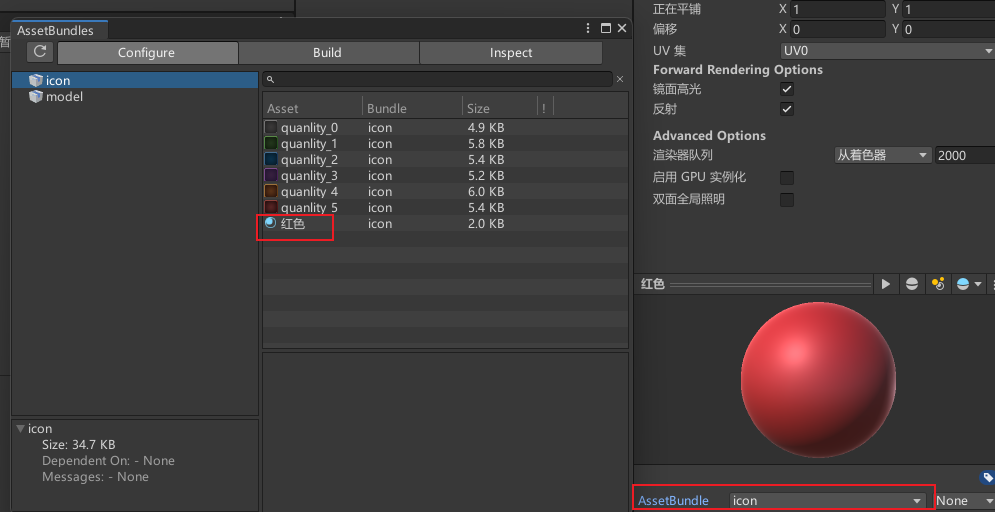 AssetBundles
Configure Build Inspect
icon
model
Asset Bundle Size !
quanlity_0 icon 4.9 KB
quanlity_1 icon 5.8 KB
quanlity_2 icon 5.4 KB
quanlity_3 icon 5.2 KB
quanlity 4 icon 6.0 KB
quanlity 5 icon 5.4 KB
红色 icon 2.0 KB
icon
Size: 34.7 KB
Dependent On: - None
Messages: - None
正在平铺 X 1 Y 1
偏移 X 0 Y 0
UV 集 UV0
Forward Rendering Options
镜面高光
反射
Advanced Options
渲染器队列 从着色器 2000
启用 GPU 实例化
双面全局照明
红色
AssetBundle icon None